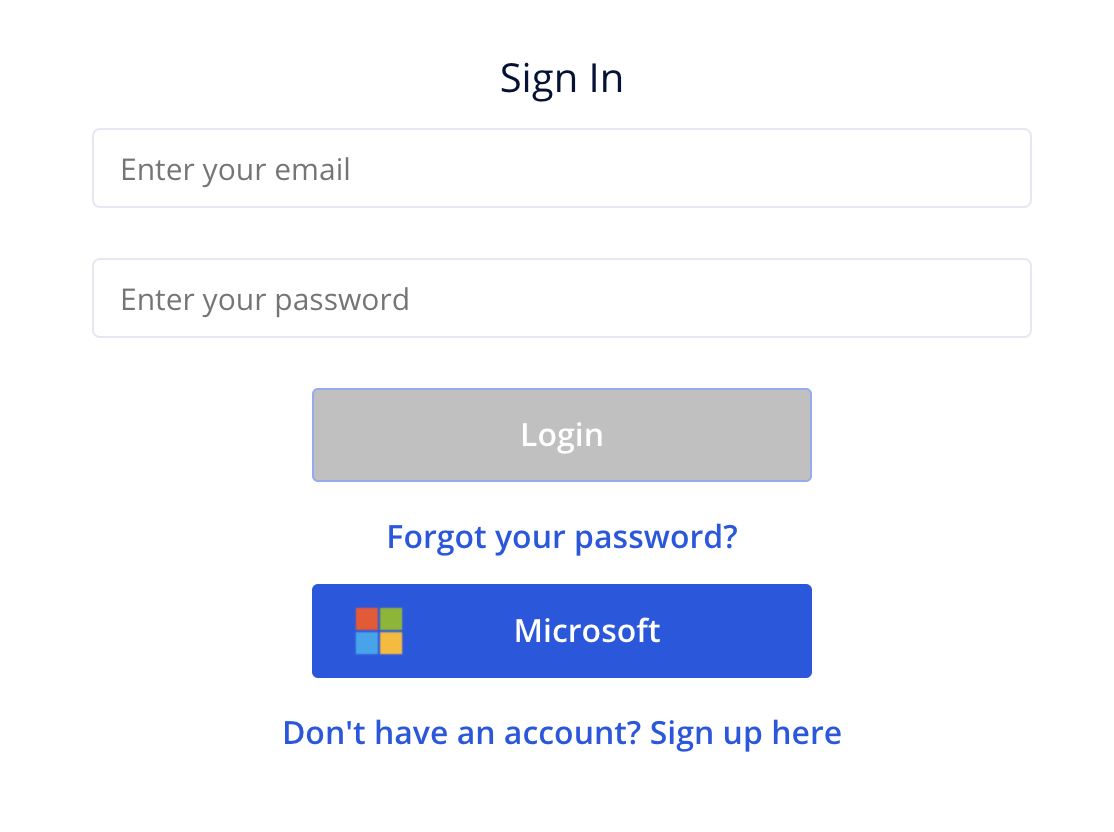 Sign In
Enter your email
Enter your password
Login
Forgot your password?
Microsoft
Don't have an account? Sign up here